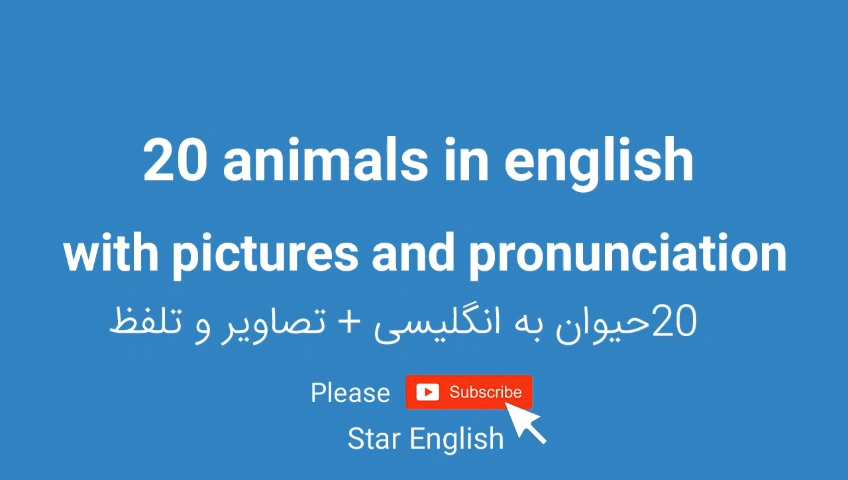 20 animals in english
with pictures and pronunciation
20حیوان به انگلیسی + تصاویر و تلفظ
Please Subscribe
Star English